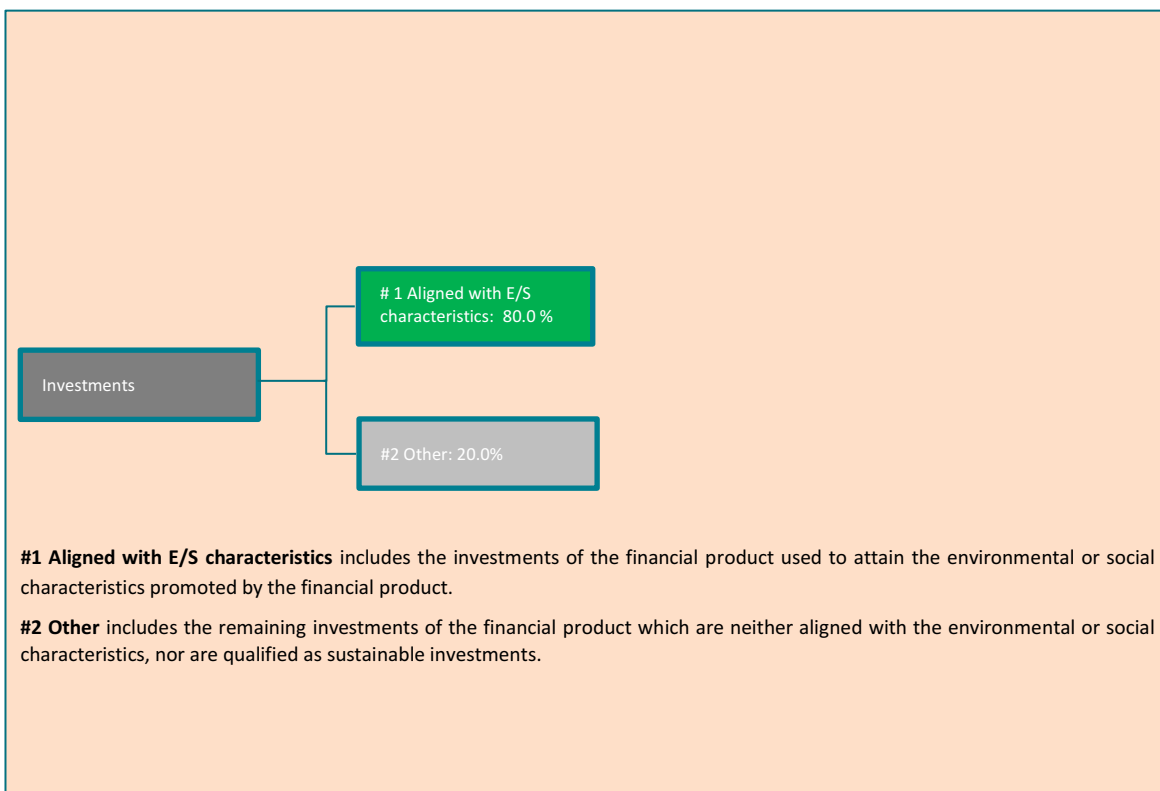 # 1 Aligned with E/S
characteristics:  80.0 %
Investments
#2 Other: 20.0%
#1 Aligned with E/S characteristics includes the investments of the financial product used to attain the environmental or social
characteristics promoted by the financial product.
#2 Other includes the remaining investments of the financial product which are neither aligned with the environmental or social
characteristics, nor are qualified as sustainable investments.